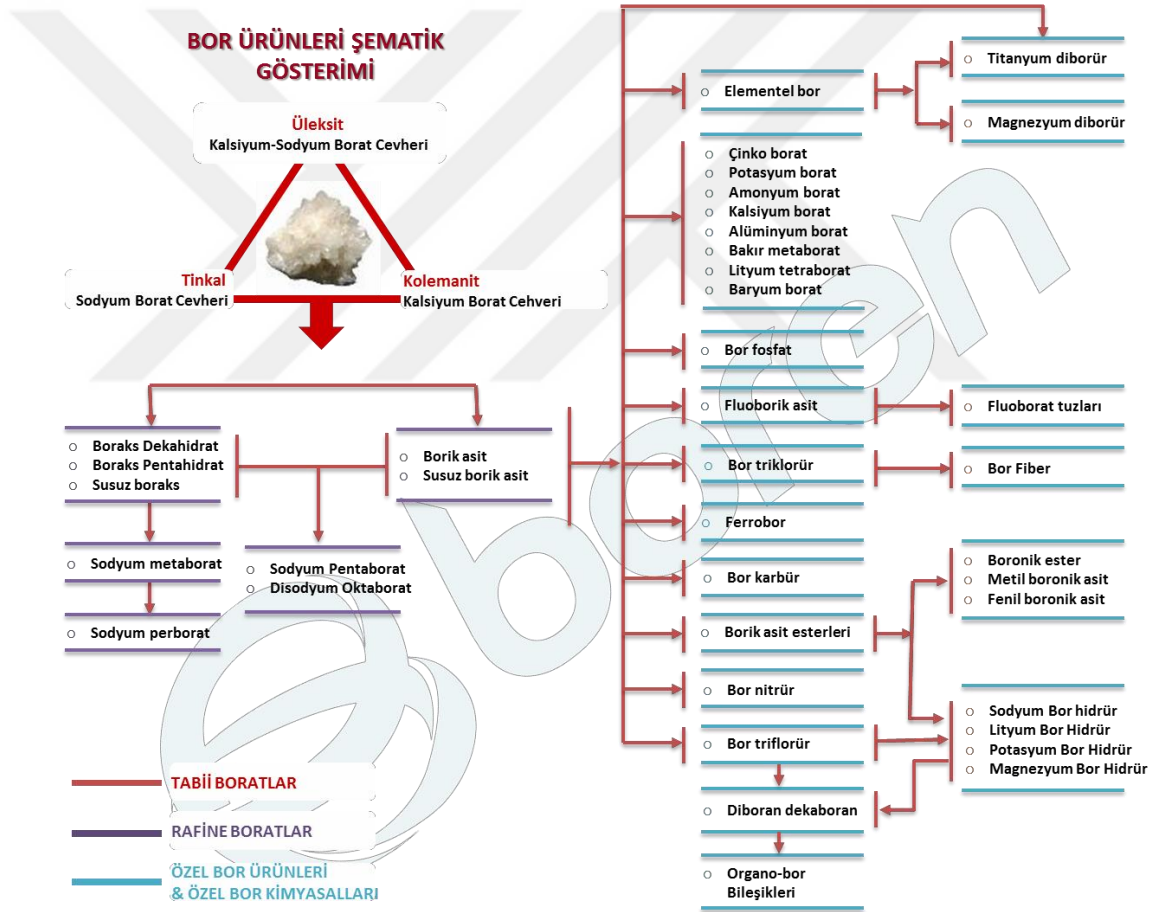 BOR ÜRÜNLERİ ŞEMATİK
GÖSTERİMİ
Üleksit
Kalsiyum-Sodyum Borat Cevheri
Tinkal
Sodyum Borat Cevheri
Kolemanit
Kalsiyum Borat Cehveri
Boraks Dekahidrat
Boraks Pentahidrat
Susuz boraks
Borik asit
Susuz borik asit
Sodyum metaborat
Sodyum perborat
Sodyum Pentaborat
Disodyum Oktaborat
Elementel bor
Titanyum diborür
Magnezyum diborür
Çinko borat
Potasyum borat
Amonyum borat
Kalsiyum borat
Alüminyum borat
Bakır metaborat
Lityum tetraborat
Baryum borat
Bor fosfat
Fluoborik asit
Fluoborat tuzları
Bor triklorür
Bor Fiber
Ferrobor
Bor karbür
Borik asit esterleri
Boronik ester
Metil boronik asit
Fenil boronik asit
Bor nitrür
Bor triflorür
Sodyum Bor hidrür
Lityum Bor Hidrür
Potasyum Bor Hidrür
Magnezyum Bor Hidrür
Diboran dekaboran
Organo-bor
Bileşikleri
TABİİ BORATLAR
RAFİNE BORATLAR
ÖZEL BOR ÜRÜNLERİ
& ÖZEL BOR KİMYASALLARI
boren